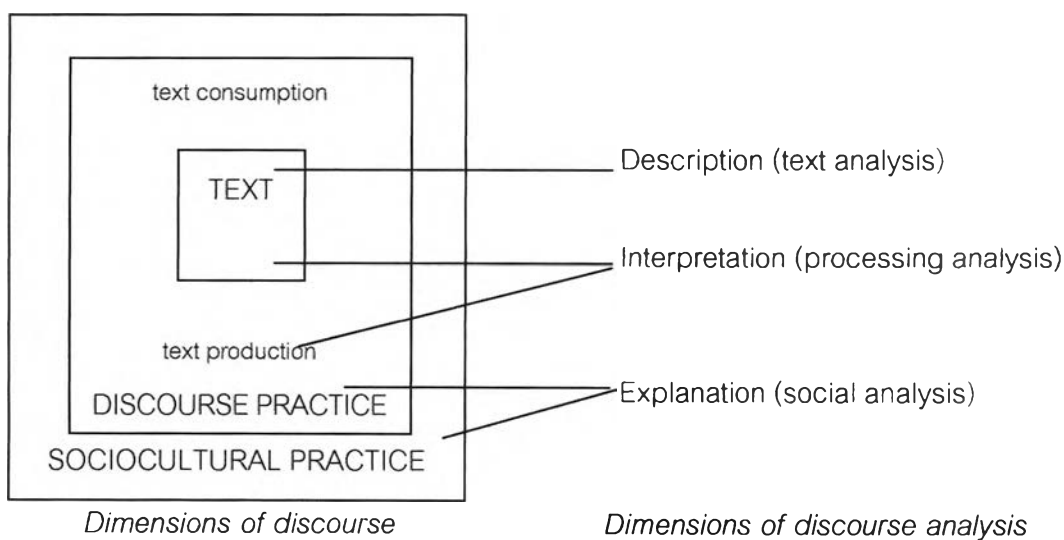 text consumption
TEXT
Description (text analysis)
Interpretation (processing analysis)
text production
Explanation (social analysis)
DISCOURSE PRACTICE
SOCIOCULTURAL PRACTICE
Dimensions of discourse
Dimensions of discourse analysis